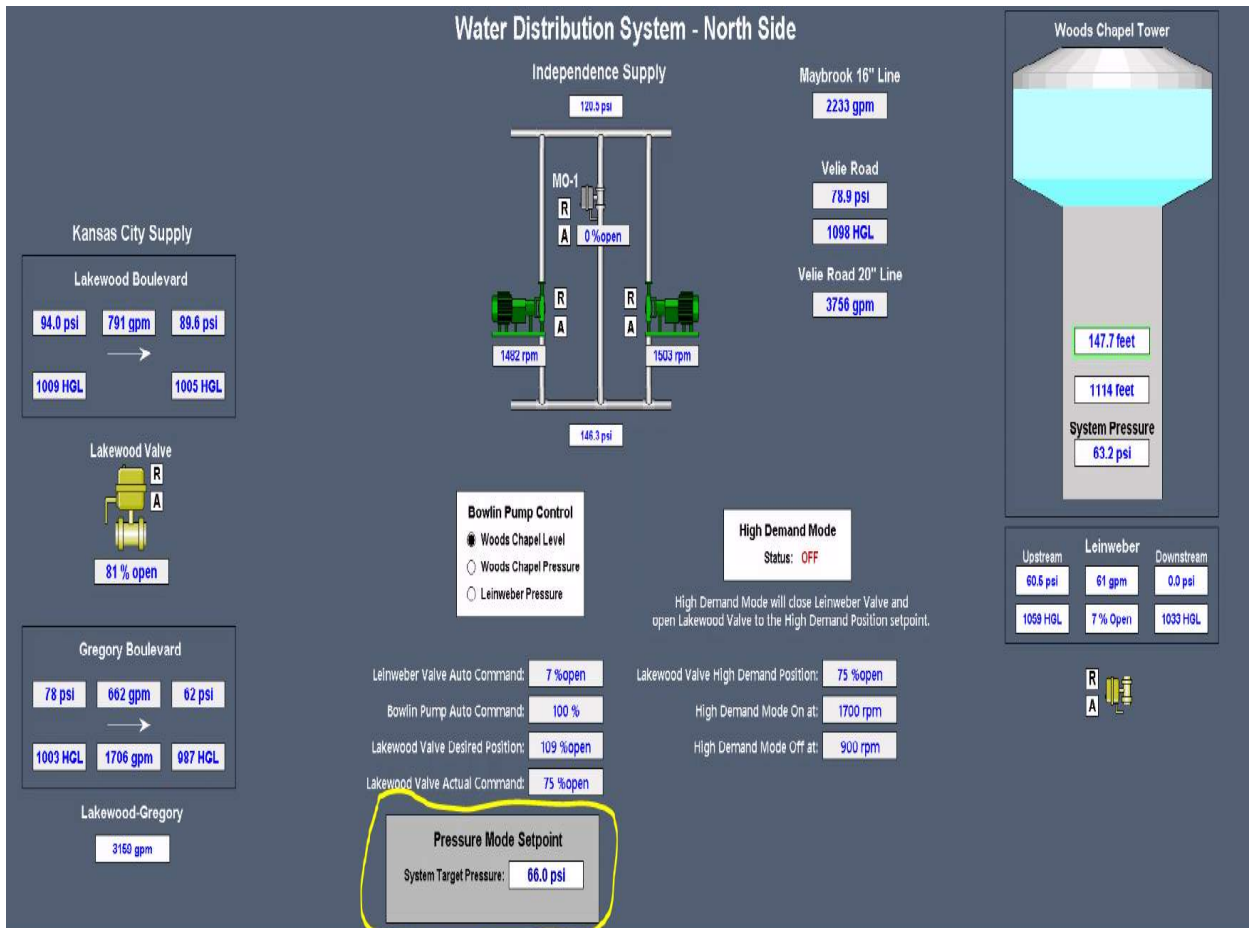 Water Distribution System - North Side
Independence Supply
120.5 psi
MO-1
R
A
0 %open
R
A
R
A
1482 rpm
1503 rpm
146.3 psi
Maybrook 16" Line
2233 gpm
Velie Road
78.9 psi
1098 HGL
Velie Road 20" Line
3756 gpm
Woods Chapel Tower
147.7 feet
1114 feet
System Pressure
63.2 psi
Kansas City Supply
Lakewood Boulevard
94.0 psi 791 gpm 89.6 psi
1009 HGL 1005 HGL
Lakewood Valve
R
A
81 % open
Gregory Boulevard
78 psi 662 gpm 62 psi
1003 HGL 1706 gpm 987 HGL
Lakewood-Gregory
3159 gpm
Bowlin Pump Control
Woods Chapel Level
Woods Chapel Pressure
Leinweber Pressure
High Demand Mode
Status: OFF
High Demand Mode will close Leinweber Valve and
open Lakewood Valve to the High Demand Position setpoint.
Leinweber Valve Auto Command: 7 %open
Bowlin Pump Auto Command: 100 %
Lakewood Valve Desired Position: 109 %open
Lakewood Valve Actual Command: 75 %open
Lakewood Valve High Demand Position: 75 %open
High Demand Mode On at: 1700 rpm
High Demand Mode Off at: 900 rpm
Pressure Mode Setpoint
System Target Pressure: 66.0 psi
Upstream Leinweber Downstream
60.5 psi 61 gpm 0.0 psi
1059 HGL 7 % Open 1033 HGL
R
A